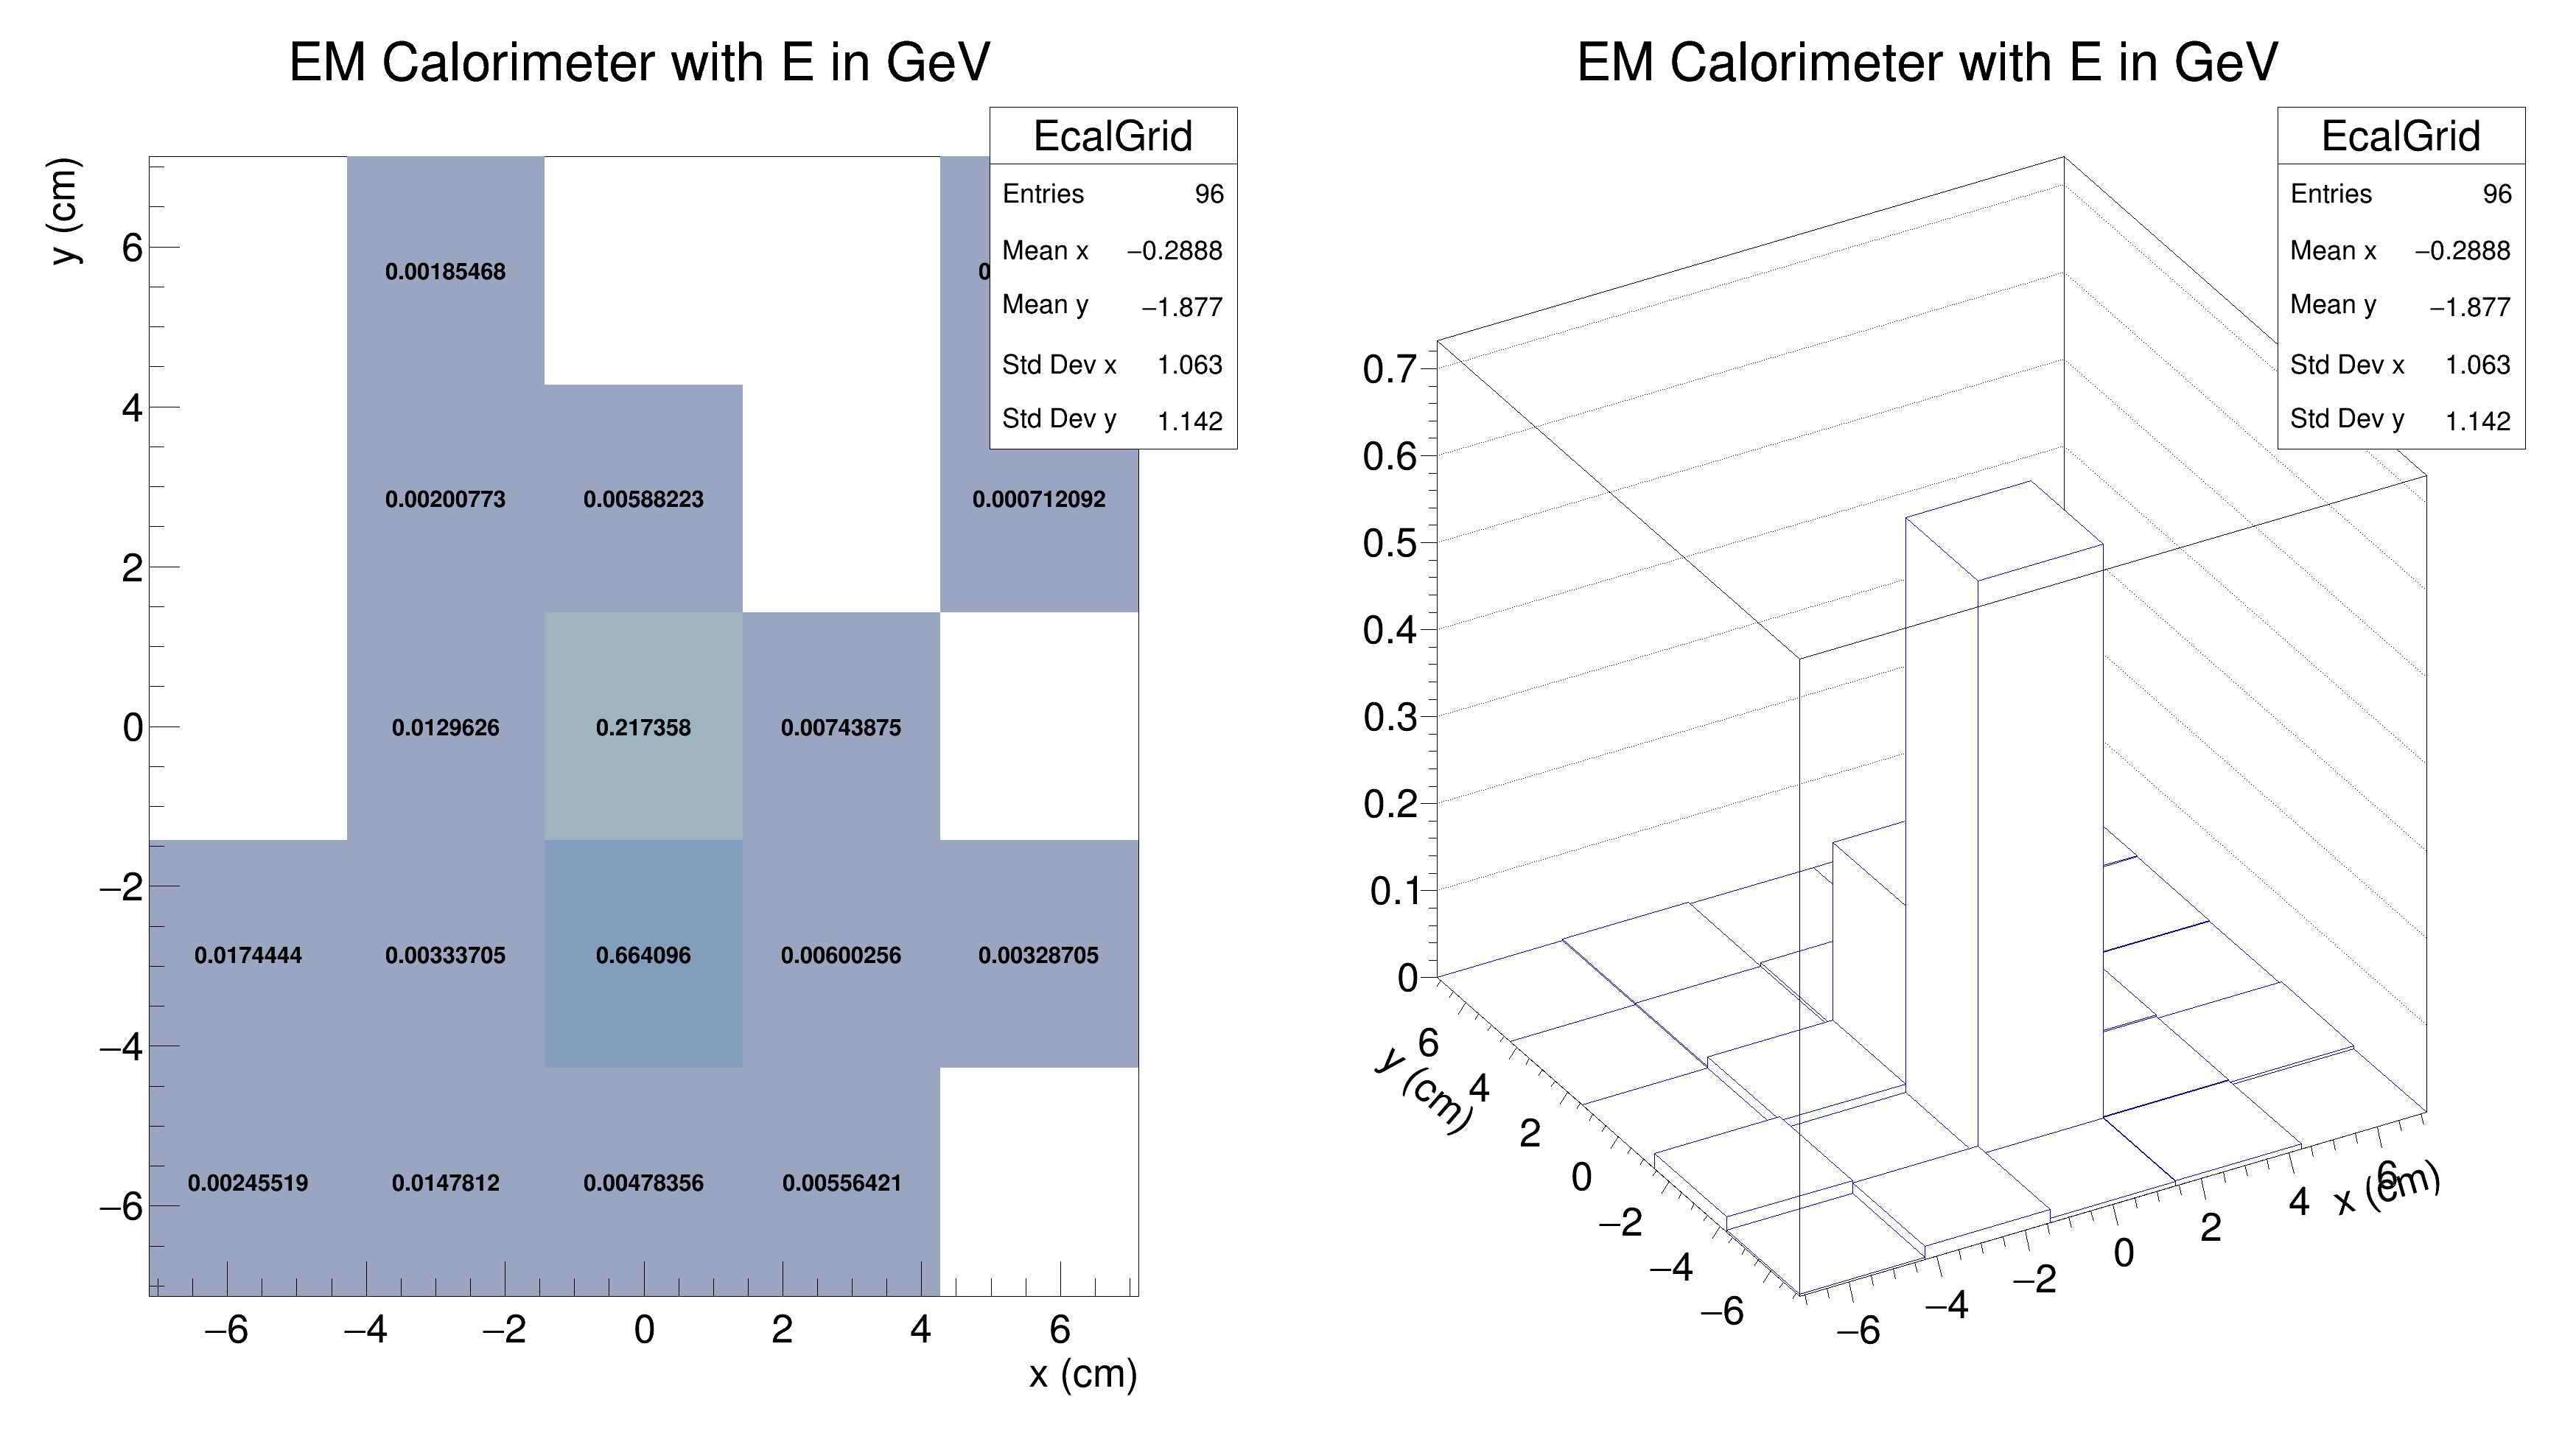 EM Calorimeter with E in GeV
EcalGrid
Entries 96
Mean x −0.2888
Mean y −1.877
Std Dev x 1.063
Std Dev y 1.142
y (cm)
6
4
2
0
−2
−4
−6
0.00185468
0.00200773 0.00588223 0.000712092
0.0129626 0.217358 0.00743875
0.0174444 0.00333705 0.664096 0.00600256 0.00328705
0.00245519 0.0147812 0.00478356 0.00556421
−6 −4 −2 0 2 4 6
x (cm)
EM Calorimeter with E in GeV
EcalGrid
Entries 96
Mean x −0.2888
Mean y −1.877
Std Dev x 1.063
Std Dev y 1.142
0.7
0.6
0.5
0.4
0.3
0.2
0.1
0
y (cm)
6
4
2
0
−2
−4
−6
−6
−4
−2
0
2
4
6
x (cm)